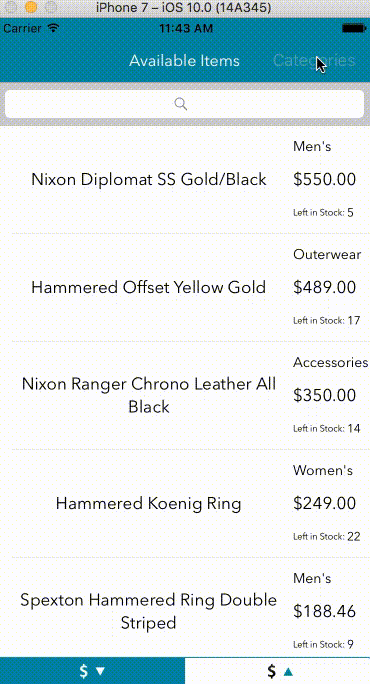 iPhone 7 – iOS 10.0 (14A345)
Carrier 11:43 AM
Available Items Categories
Men's
Nixon Diplomat SS Gold/Black $550.00
Left in Stock: 5
Outerwear
Hammered Offset Yellow Gold $489.00
Left in Stock: 17
Accessories
Nixon Ranger Chrono Leather All
Black
$350.00
Left in Stock: 14
Women's
Hammered Koenig Ring $249.00
Left in Stock: 22
Men's
Spexton Hammered Ring Double
Striped
$188.46
Left in Stock: 9
$ ▼ $ ▲